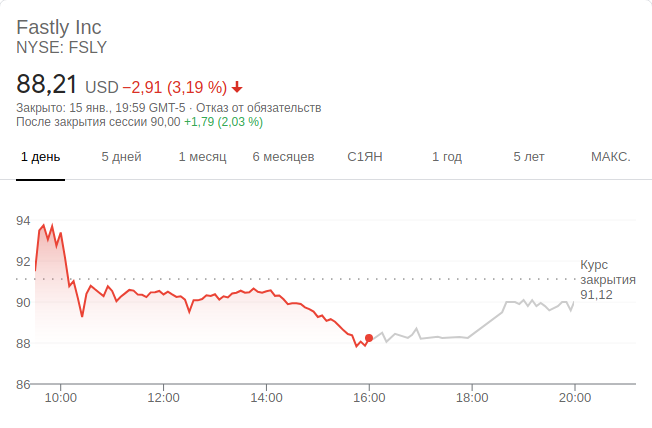 Fastly Inc
NYSE: FSLY
88,21 USD −2,91 (3,19 %)
Закрыто: 15 янв., 19:59 GMT-5 · Отказ от обязательств
После закрытия сессии 90,00 +1,79 (2,03 %)
1 день 5 дней 1 месяц 6 месяцев С1ЯН 1 год 5 лет МАКС.
94
92
90
88
86
Курс
закрытия
91,12
10:00 12:00 14:00 16:00 18:00 20:00